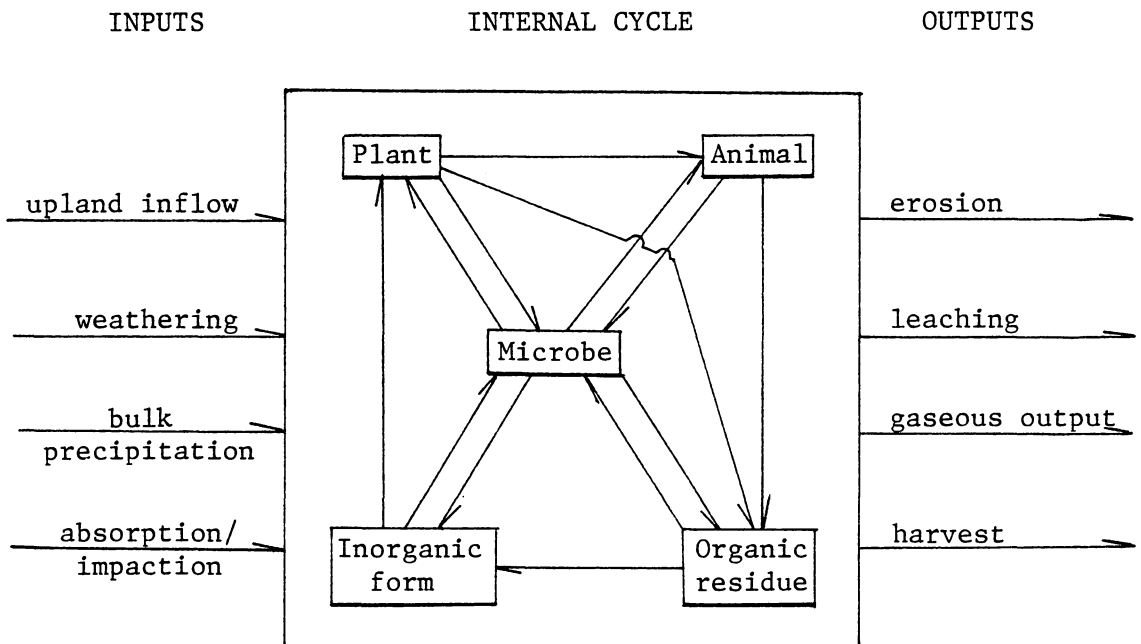 INPUTS
INTERNAL CYCLE
OUTPUTS
Plant
Animal
upland inflow
erosion
weathering
leaching
Microbe
bulk
precipitation
gaseous output
absorption/
impaction
Inorganic
form
Organic
residue
harvest